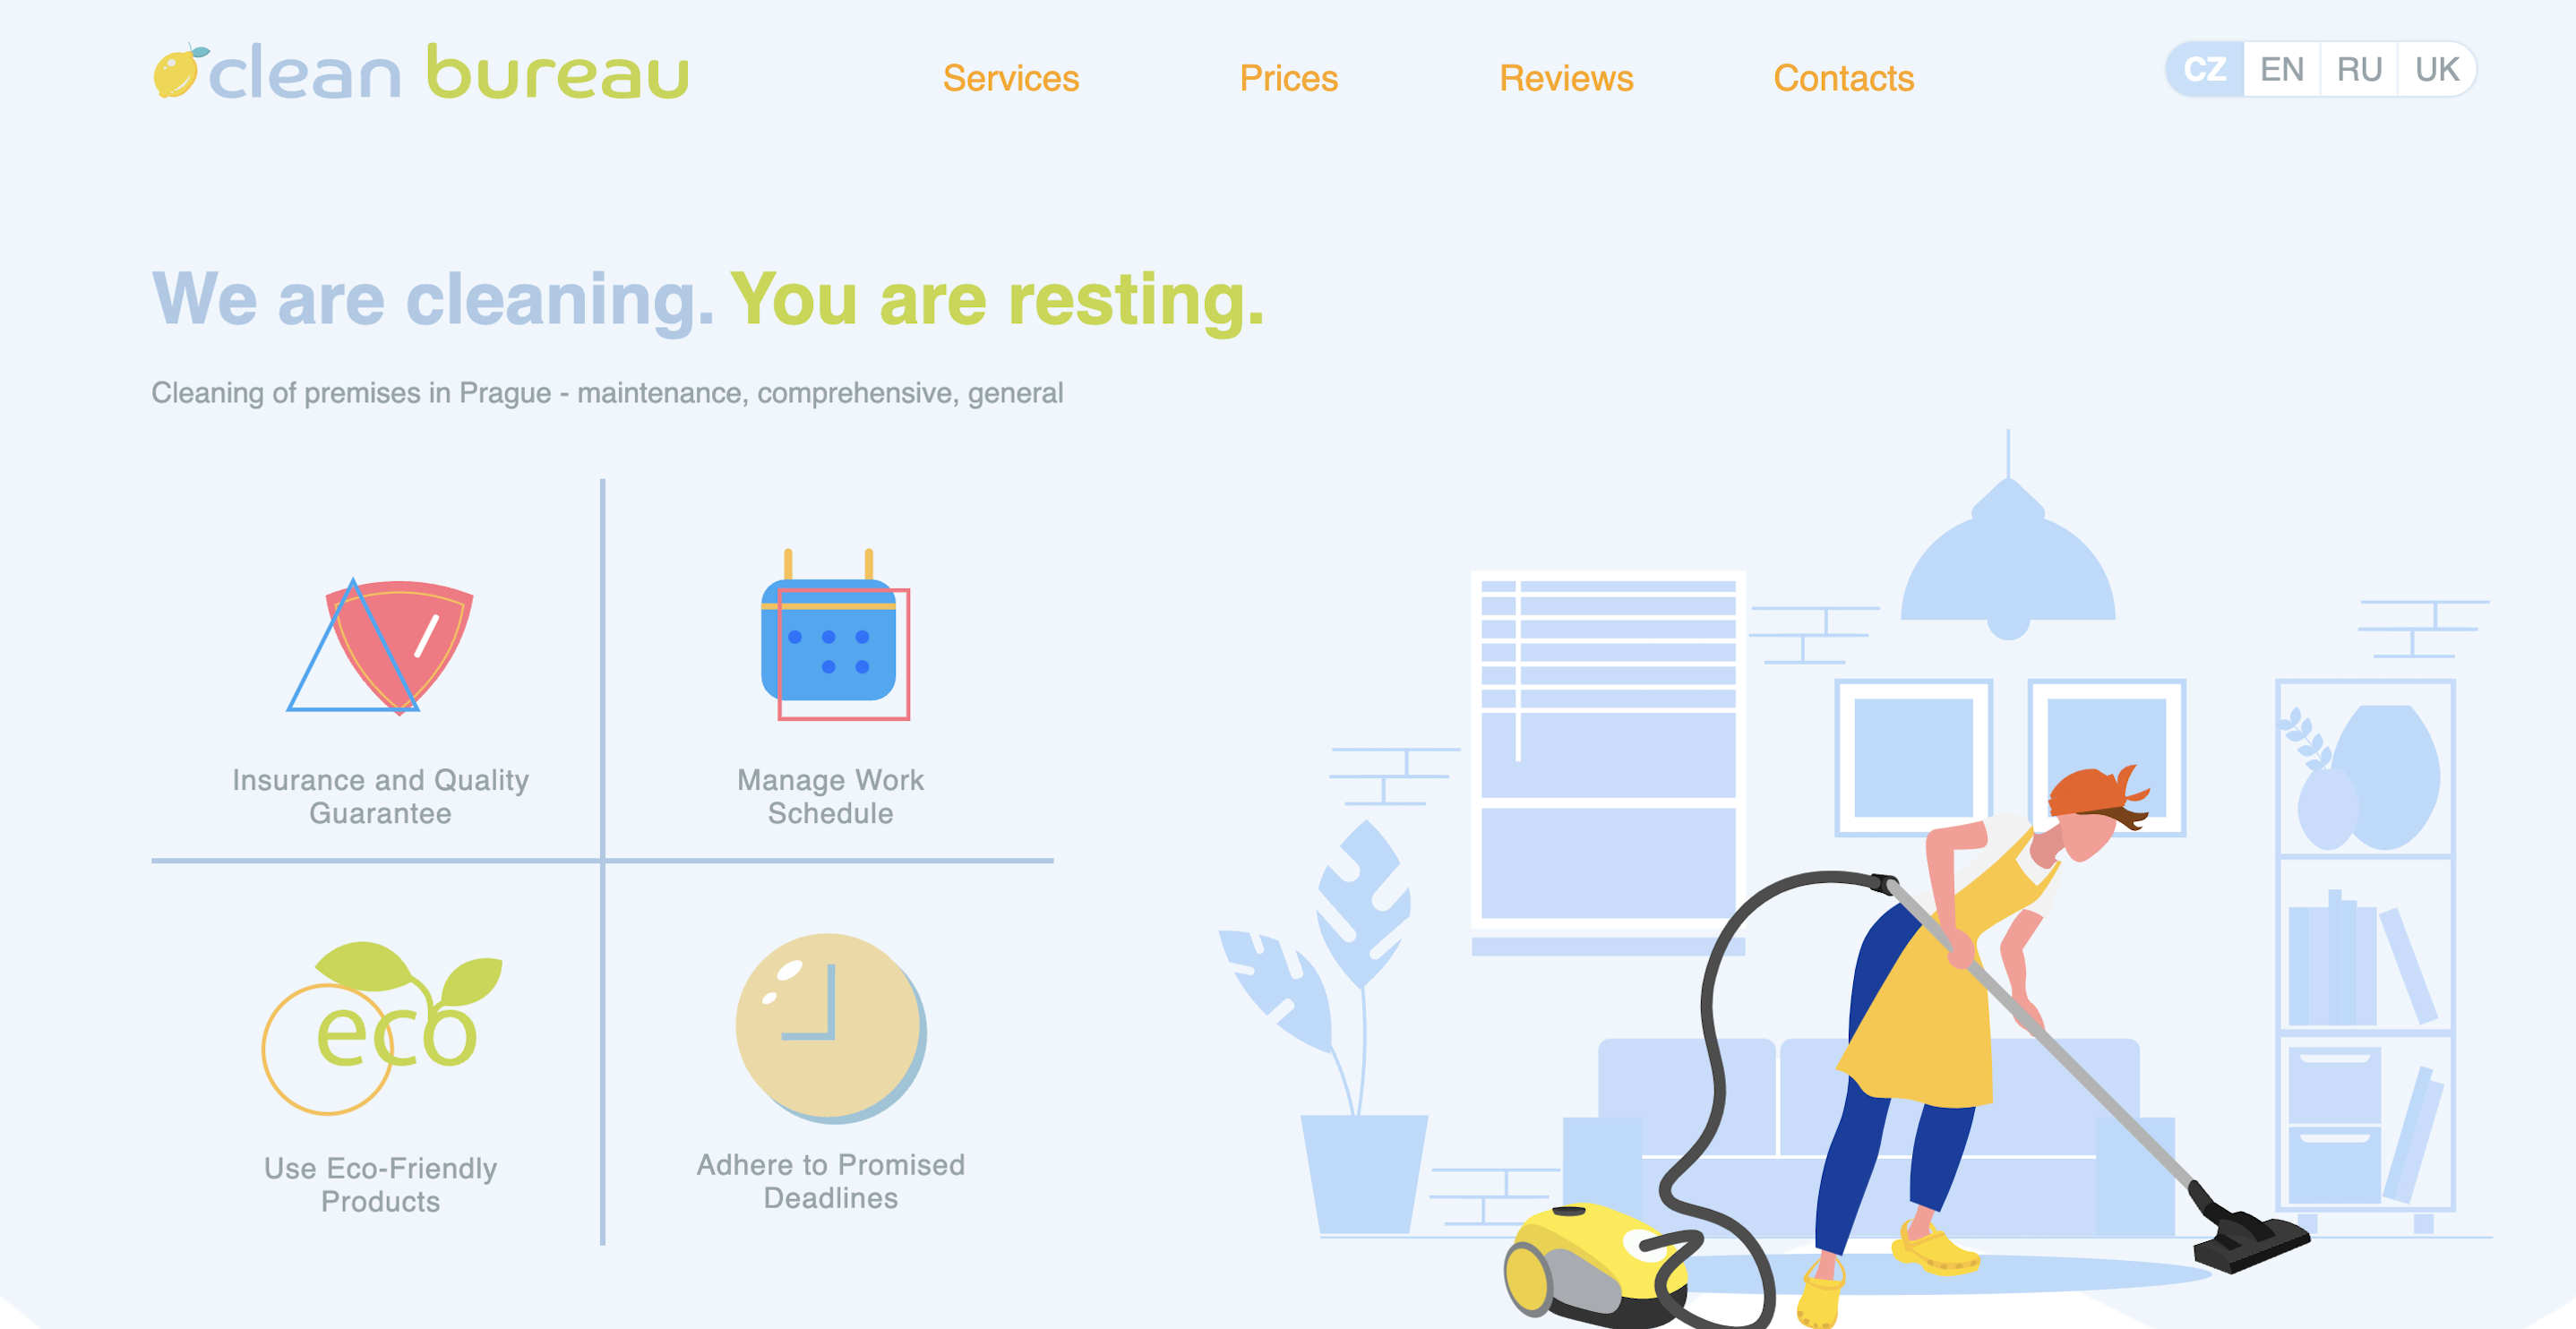 clean bureau
Services Prices Reviews Contacts
CZ EN RU UK
We are cleaning. You are resting.
Cleaning of premises in Prague - maintenance, comprehensive, general
Insurance and Quality
Guarantee
Manage Work
Schedule
eco
Use Eco-Friendly
Products
Adhere to Promised
Deadlines